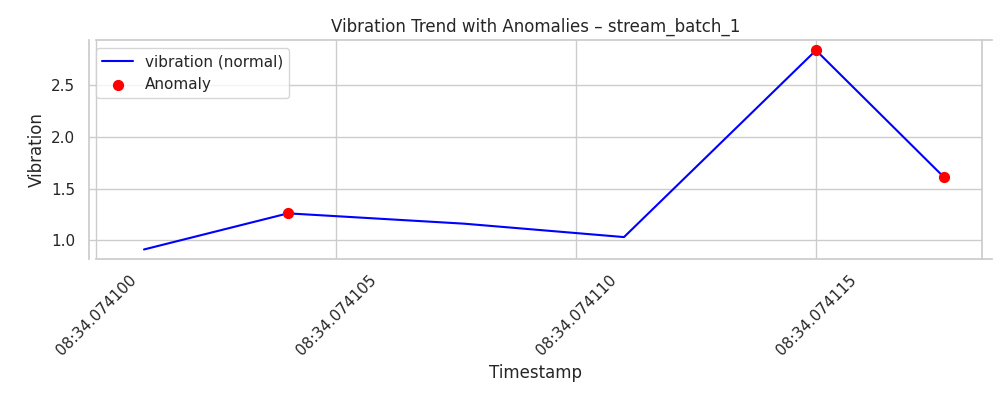 Vibration Trend with Anomalies – stream_batch_1
vibration (normal)
Anomaly
Vibration
2.5
2.0
1.5
1.0
08:34.074100
08:34.074105
08:34.074110
08:34.074115
Timestamp